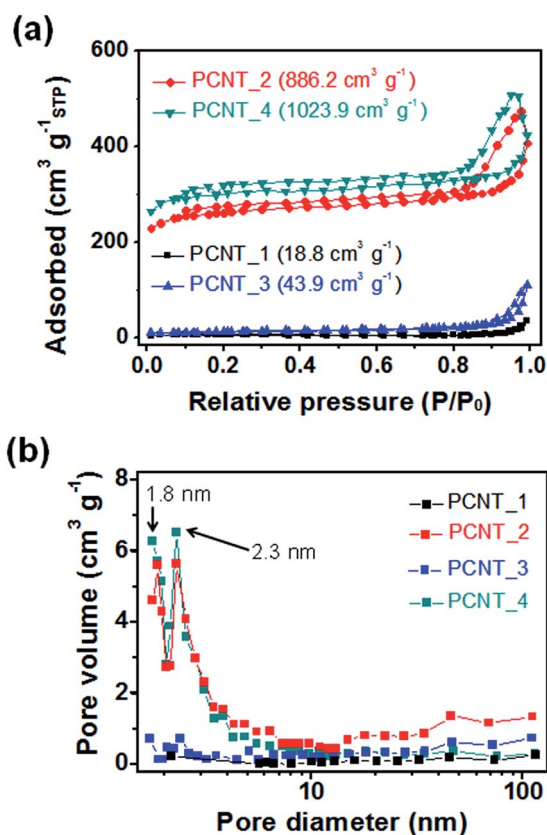 (a)
600
400
200
0
Adsorbed (cm³ g⁻¹ STP)
PCNT_2 (886.2 cm³ g⁻¹)
PCNT_4 (1023.9 cm³ g⁻¹)
PCNT_1 (18.8 cm³ g⁻¹)
PCNT_3 (43.9 cm³ g⁻¹)
0.0 0.2 0.4 0.6 0.8 1.0
Relative pressure (P/P₀)
(b)
8
6
4
2
0
Pore volume (cm³ g⁻¹)
1.8 nm
2.3 nm
PCNT_1
PCNT_2
PCNT_3
PCNT_4
10 100
Pore diameter (nm)